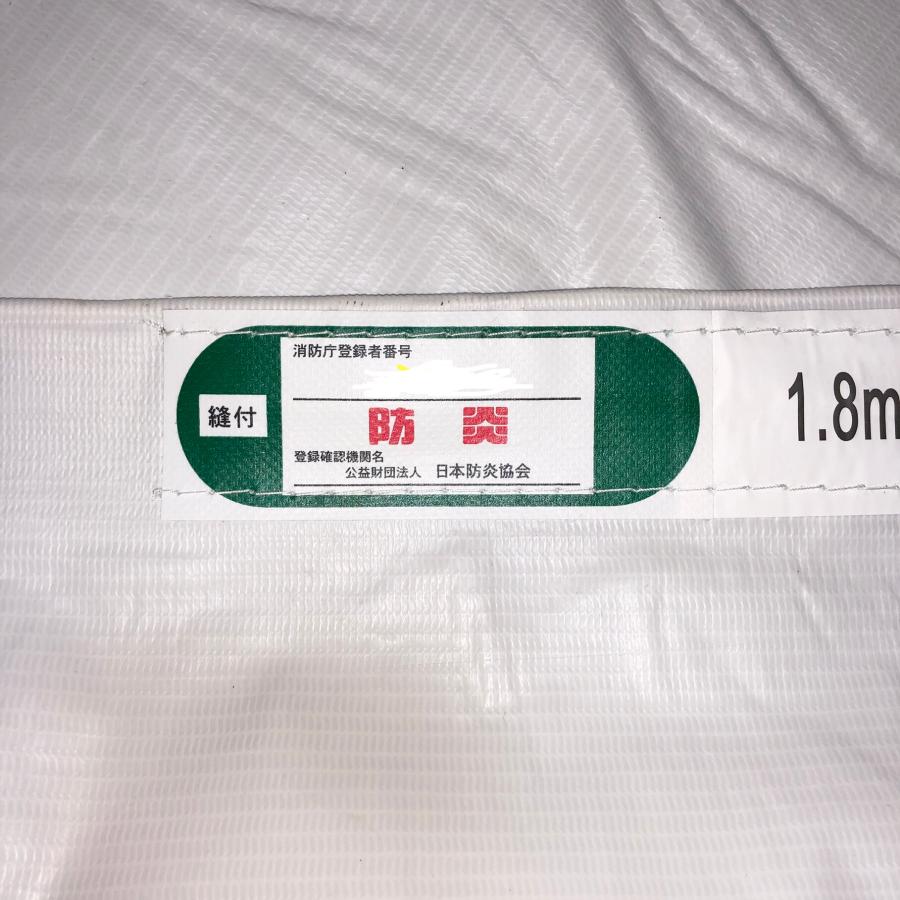 消防庁登録者番号
縫付
防 炎
登録確認機関名
公益財団法人 日本防炎協会
1.8m